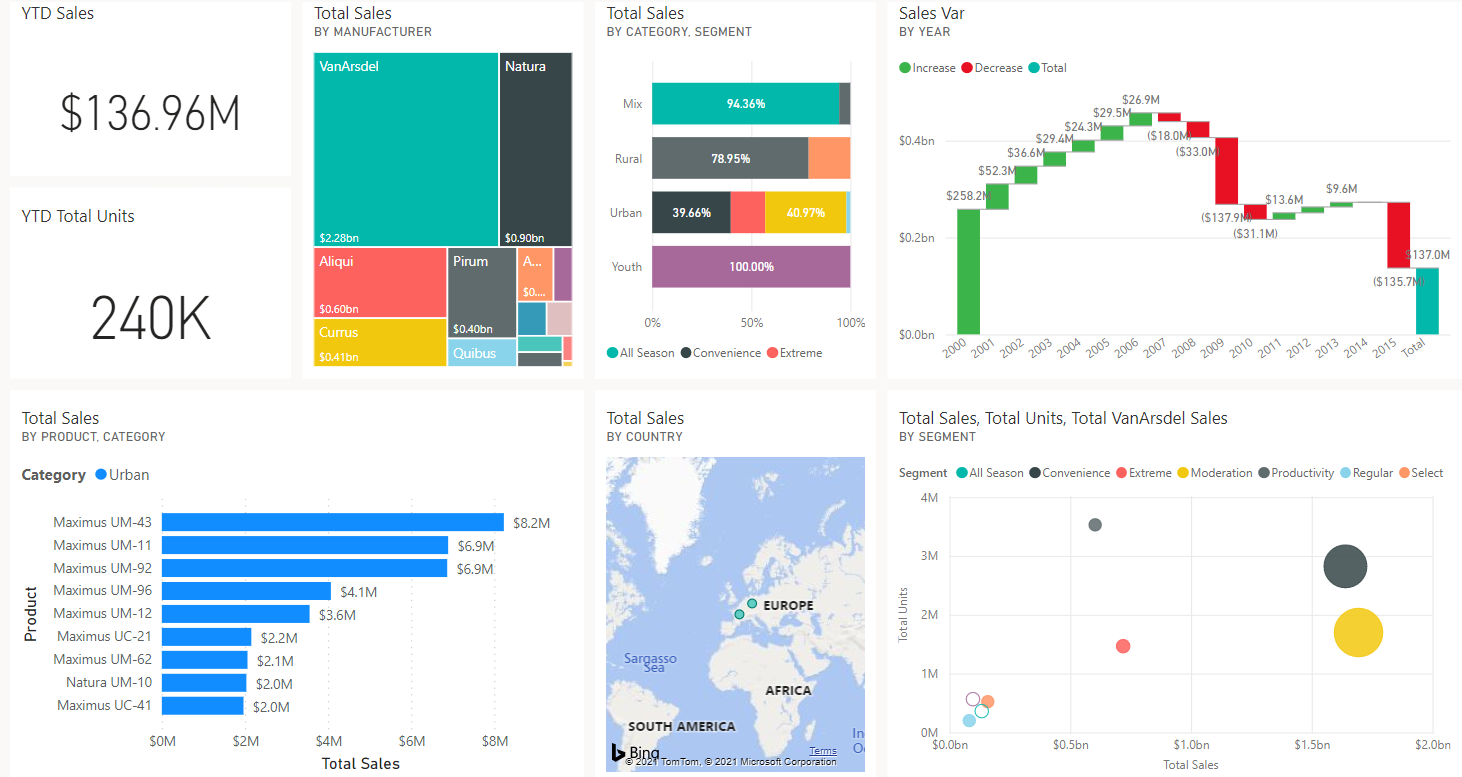 YTD Sales
$136.96M
YTD Total Units
240K
Total Sales
BY MANUFACTURER
VanArsdel
$2.28bn
Natura
$0.90bn
Aliqui
$0.60bn
Currus
$0.41bn
Pirum
$0.40bn
Quibus
A...
$0....
Total Sales
BY CATEGORY, SEGMENT
Mix
94.36%
Rural
78.95%
Urban
39.66% 40.97%
Youth
100.00%
0% 50% 100%
All Season Convenience Extreme
Sales Var
BY YEAR
Increase Decrease Total
$0.4bn
$0.2bn
$0.0bn
$258.2M
$52.3M
$36.6M
$29.4M
$24.3M
$29.5M
$26.9M
($18.0M)
($33.0M)
($137.9M)
($31.1M)
$13.6M
$9.6M
($135.7M)
$137.0M
2000 2001 2002 2003 2004 2005 2006 2007 2008 2009 2010 2011 2012 2013 2014 2015 Total
Total Sales
BY PRODUCT, CATEGORY
Category Urban
Product
Maximus UM-43 $8.2M
Maximus UM-11 $6.9M
Maximus UM-92 $6.9M
Maximus UM-96 $4.1M
Maximus UM-12 $3.6M
Maximus UC-21 $2.2M
Maximus UM-62 $2.1M
Natura UM-10 $2.0M
Maximus UC-41 $2.0M
$0M $2M $4M $6M $8M
Total Sales
Total Sales
BY COUNTRY
EUROPE
Sargasso
Sea
AFRICA
SOUTH AMERICA
In
Oc
Bing
Terms
© 2021 TomTom, © 2021 Microsoft Corporation
Total Sales, Total Units, Total VanArsdel Sales
BY SEGMENT
Segment All Season Convenience Extreme Moderation Productivity Regular Select
Total Units
4M
3M
2M
1M
0M
$0.0bn $0.5bn $1.0bn $1.5bn $2.0bn
Total Sales